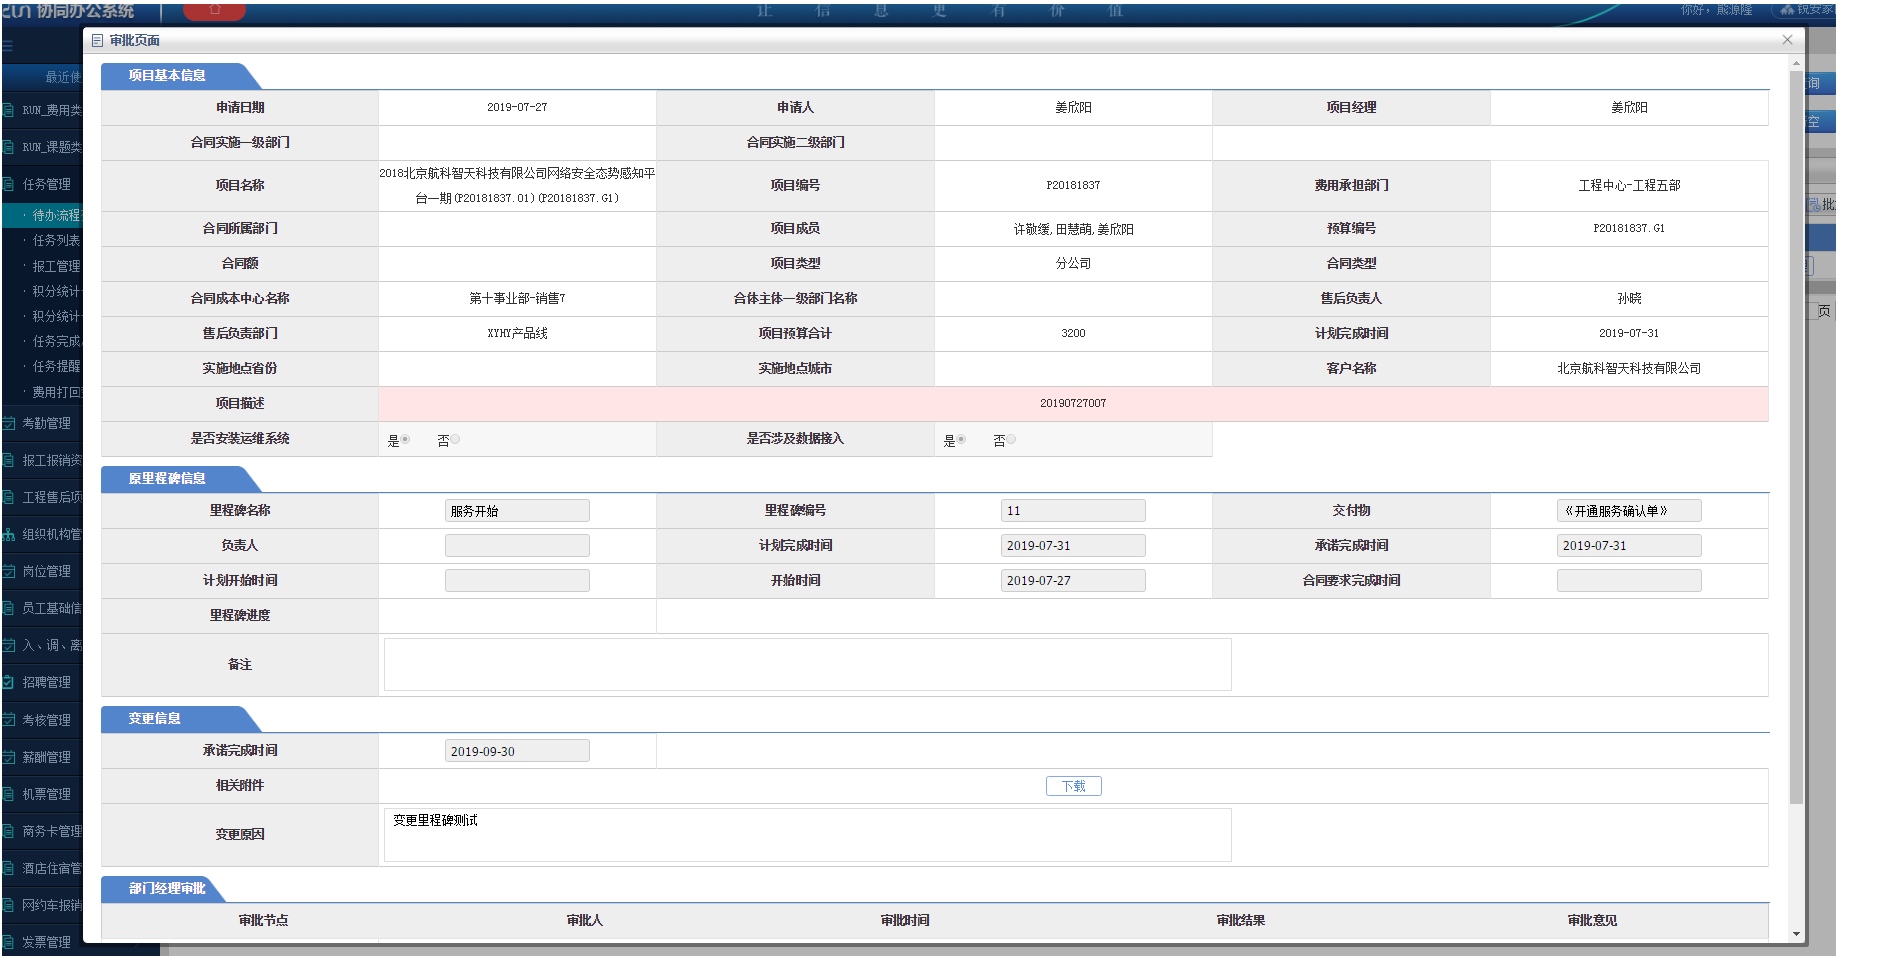 协同办公系统
让 信 息 更 有 价 值
你好，熊源隆
锐安家
最近使
RUN_费用类
RUN_课题类
任务管理
· 待办流程
· 任务列表
· 报工管理
· 积分统计
· 积分统计
· 任务完成
· 任务提醒
· 费用打回
考勤管理
报工报销资
工程售后项
组织机构管
岗位管理
员工基础信
入、调、离
招聘管理
考核管理
薪酬管理
机票管理
商务卡管理
酒店住宿管
网约车报销
发票管理
审批页面
项目基本信息
申请日期 2019-07-27 申请人 姜欣阳 项目经理 姜欣阳
合同实施一级部门 合同实施二级部门
项目名称 2018北京航科智天科技有限公司网络安全态势感知平
台一期(P20181837.01)(P20181837.G1) 项目编号 P20181837 费用承担部门 工程中心-工程五部
合同所属部门 项目成员 许敬缓,田慧萌,姜欣阳 预算编号 P20181837.G1
合同额 项目类型 分公司 合同类型
合同成本中心名称 第十事业部-销售7 合体主体一级部门名称 售后负责人 孙晓
售后负责部门 XYHY产品线 项目预算合计 3200 计划完成时间 2019-07-31
实施地点省份 实施地点城市 客户名称 北京航科智天科技有限公司
项目描述 20190727007
是否安装运维系统 是 否 是否涉及数据接入 是 否
原里程碑信息
里程碑名称 服务开始 里程碑编号 11 交付物 《开通服务确认单》
负责人 计划完成时间 2019-07-31 承诺完成时间 2019-07-31
计划开始时间 开始时间 2019-07-27 合同要求完成时间
里程碑进度
备注
变更信息
承诺完成时间 2019-09-30
相关附件 下载
变更原因 变更里程碑测试
部门经理审批
审批节点 审批人 审批时间 审批结果 审批意见
询
空
批
页